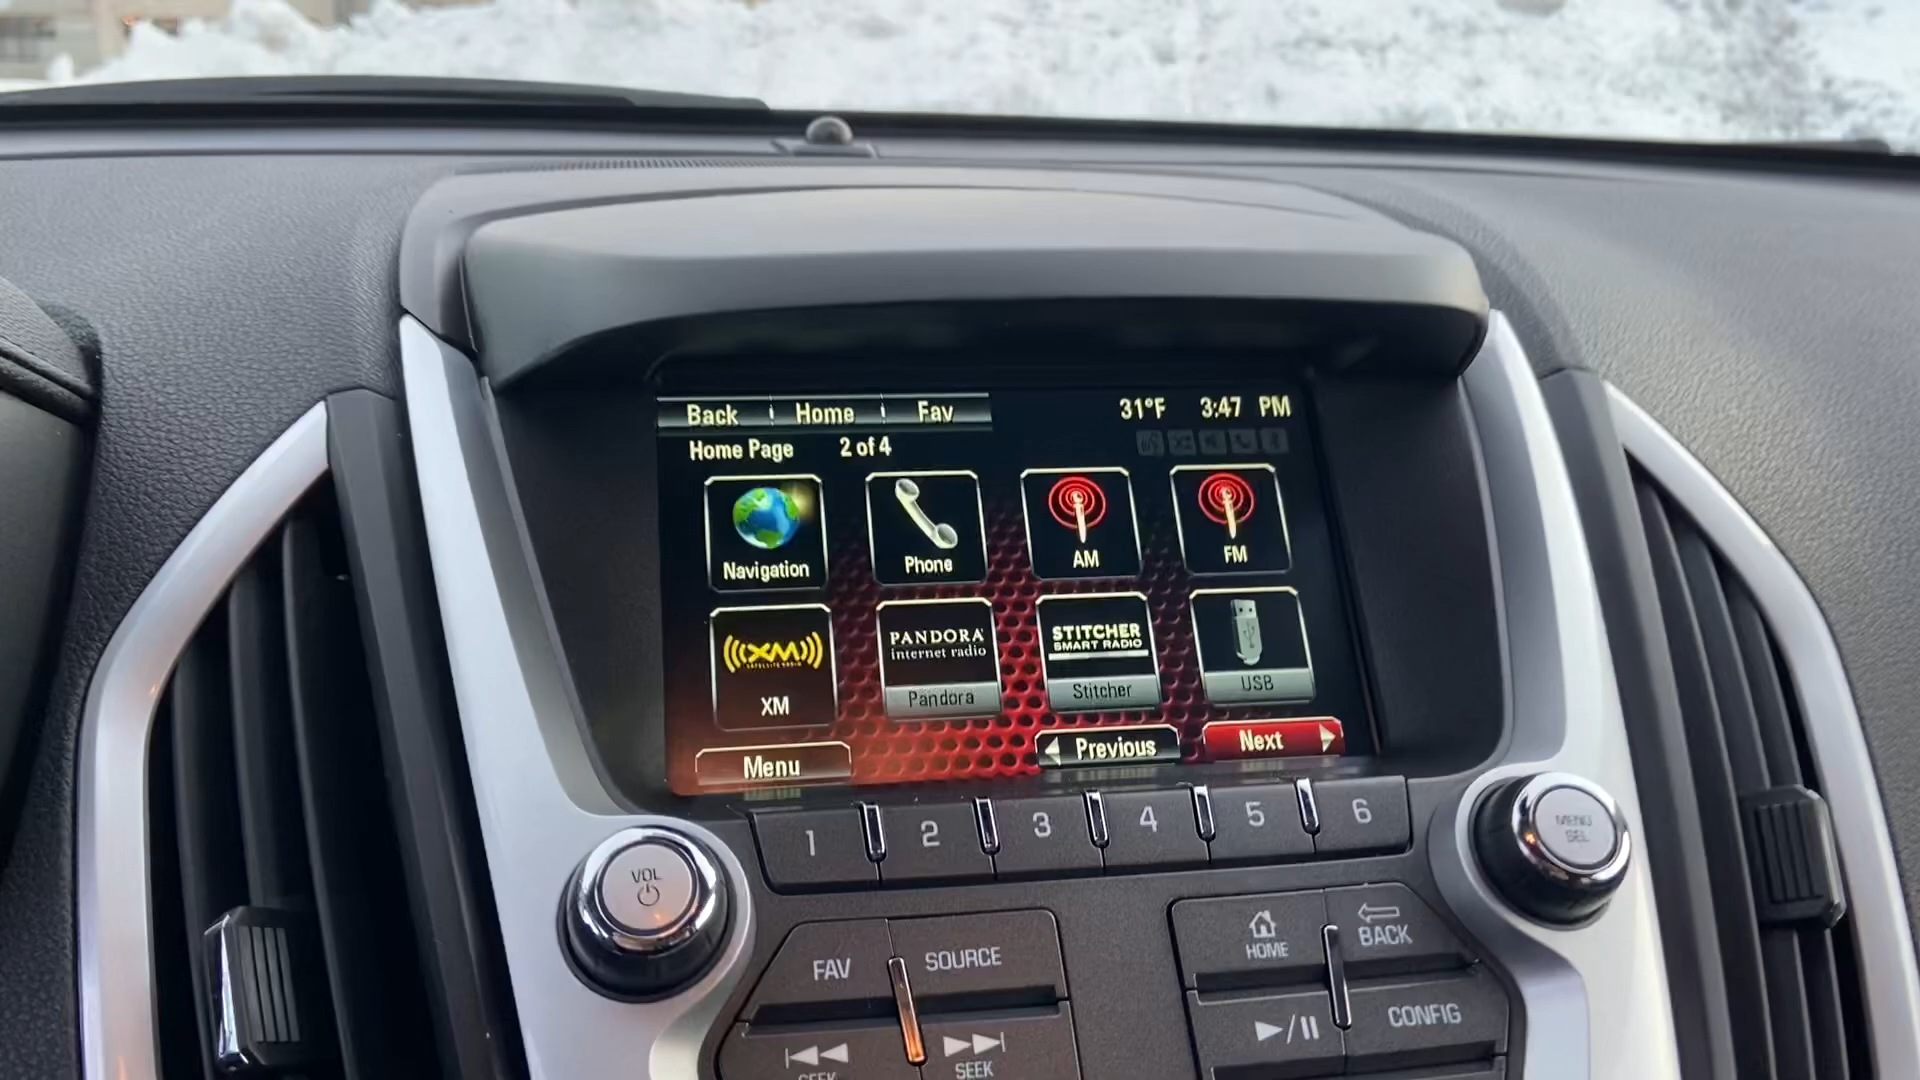 Back Home Fav 31°F 3:47 PM
Home Page 2 of 4
Navigation Phone AM FM
XM
SATELLITE RADIO
XM
PANDORA
internet radio
Pandora
STITCHER
SMART RADIO
Stitcher
USB
Menu Previous Next
1 2 3 4 5 6
VOL
MENU
SEL
FAV SOURCE
HOME BACK
CONFIG
SEEK SEEK